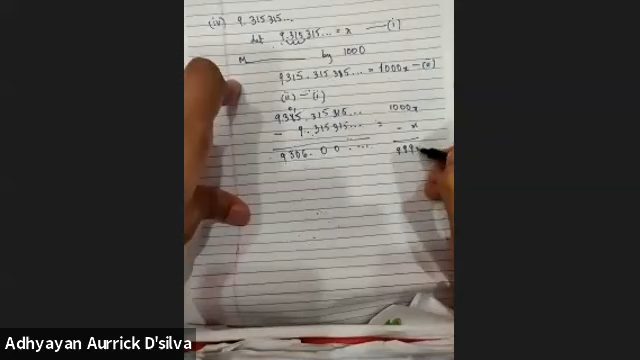 (iv) 9.315315...
Let 9.315315... = x —(i)
M by 1000
9315.315315... = 1000x —(ii)
(ii) — (i)
9315.315315... 1000x
- 9.315315... = - x
9306.00.... 999x
Adhyayan Aurrick D'silva